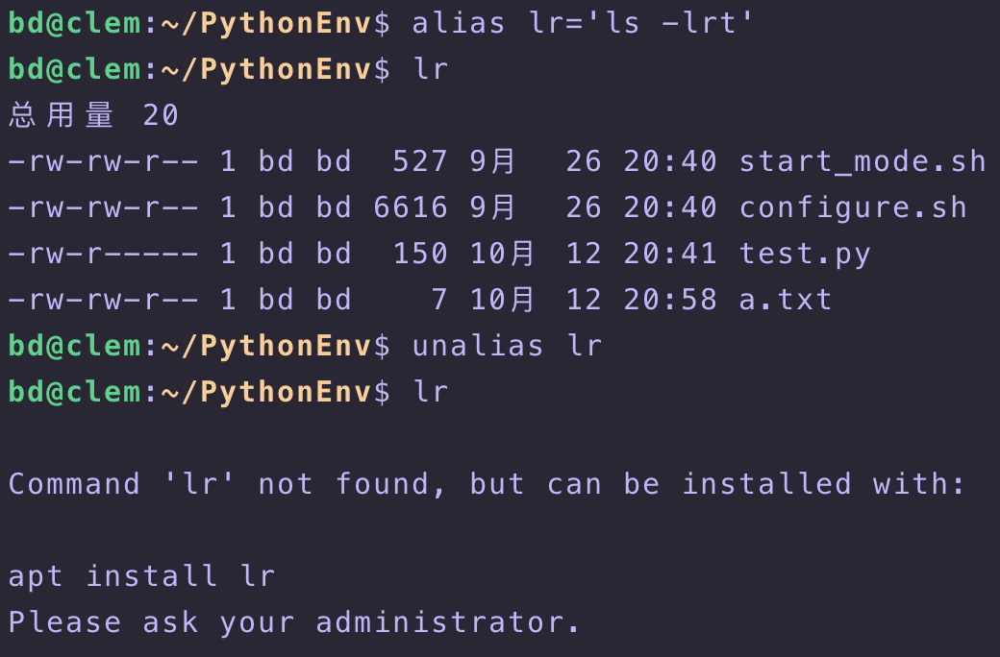 bd@clem:~/PythonEnv$ alias lr='ls -lrt'
bd@clem:~/PythonEnv$ lr
总用量 20
-rw-rw-r-- 1 bd bd  527 9月   26 20:40 start_mode.sh
-rw-rw-r-- 1 bd bd 6616 9月   26 20:40 configure.sh
-rw-r----- 1 bd bd  150 10月  12 20:41 test.py
-rw-rw-r-- 1 bd bd    7 10月  12 20:58 a.txt
bd@clem:~/PythonEnv$ unalias lr
bd@clem:~/PythonEnv$ lr
Command 'lr' not found, but can be installed with:
apt install lr
Please ask your administrator.